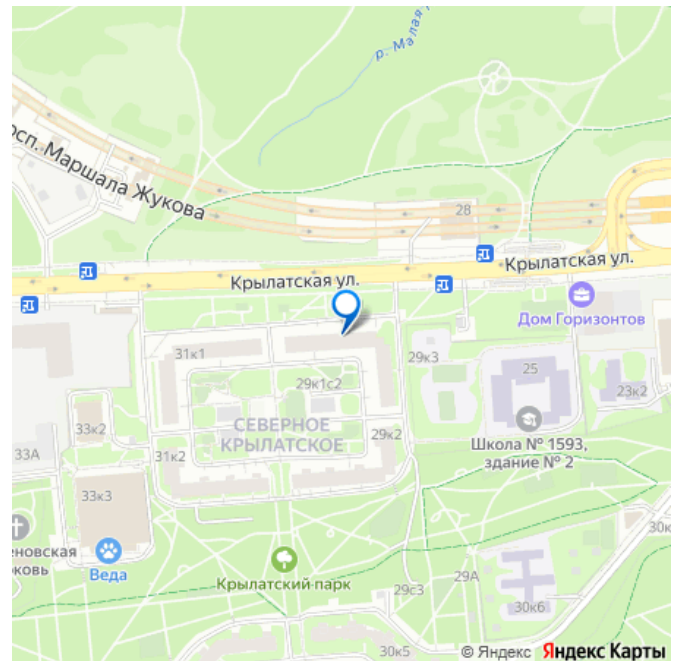 р. Малая
просп. Маршала Жукова
28
Крылатская ул.
Крылатская ул.
Дом Горизонтов
31к1
29к3
29к1с2
25
23к2
СЕВЕРНОЕ
КРЫЛАТСКОЕ
33к2
29к2
33А
31к2
Школа № 1593,
здание № 2
33к3
30к
еновская
рковь
Веда
Крылатский парк
29с3
29А
30к6
30к5
© Яндекс Яндекс Карты